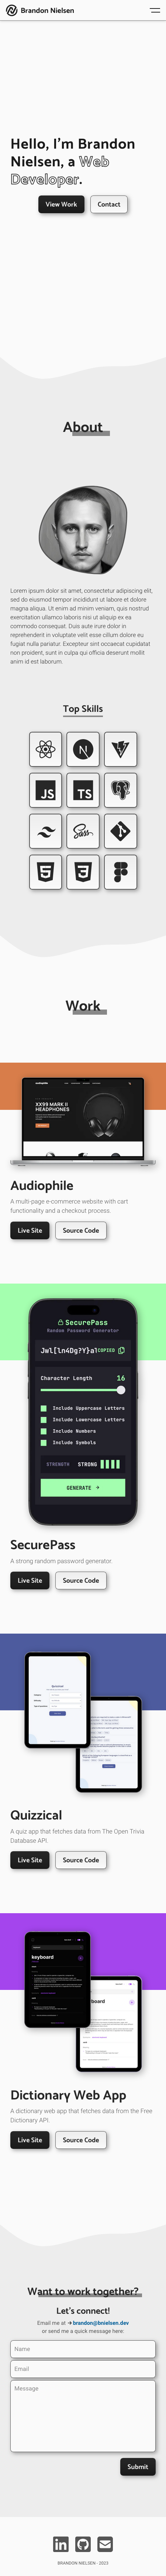 Brandon Nielsen
Hello, I'm Brandon
Nielsen, a Web
Developer.
View Work
Contact
About
Lorem ipsum dolor sit amet, consectetur adipiscing elit,
sed do eiusmod tempor incididunt ut labore et dolore
magna aliqua. Ut enim ad minim veniam, quis nostrud
exercitation ullamco laboris nisi ut aliquip ex ea
commodo consequat. Duis aute irure dolor in
reprehenderit in voluptate velit esse cillum dolore eu
fugiat nulla pariatur. Excepteur sint occaecat cupidatat
non proident, sunt in culpa qui officia deserunt mollit
anim id est laborum.
Top Skills
N
JS
TS
Sass
5
3
Work
XX99 MARK II
HEADPHONES
Audiophile
A multi-page e-commerce website with cart
functionality and a checkout process.
Live Site
Source Code
SecurePass
Random Password Generator
COPIED
Character Length
16
Include Uppercase Letters
Include Lowercase Letters
Include Numbers
Include Symbols
STRENGTH
STRONG
GENERATE →
SecurePass
A strong random password generator.
Live Site
Source Code
Quizzical
A quiz app that fetches data from The Open Trivia
Database API.
Live Site
Source Code
keyboard
Dictionary Web App
A dictionary web app that fetches data from the Free
Dictionary API.
Live Site
Source Code
Want to work together?
Let's connect!
Email me at ➜ brandon@bnielsen.dev
or send me a quick message here:
Name
Email
Message
Submit
in
BRANDON NIELSEN - 2023